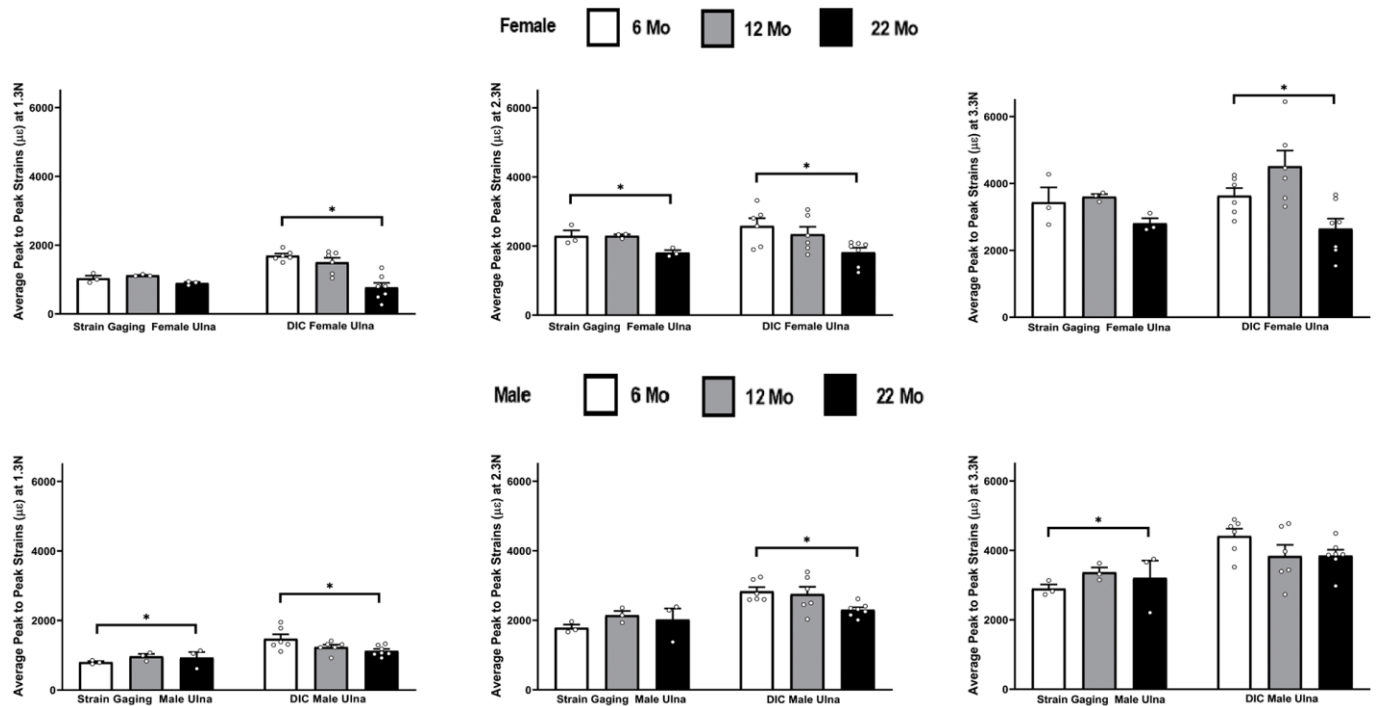 Female 6 Mo 12 Mo 22 Mo
Average Peak to Peak Strains (με) at 1.3N
6000
4000
2000
0
*
Strain Gaging Female Ulna
DIC Female Ulna
Average Peak to Peak Strains (με) at 2.3N
6000
4000
2000
0
*
*
Strain Gaging Female Ulna
DIC Female Ulna
Average Peak to Peak Strains (με) at 3.3N
6000
4000
2000
0
*
Strain Gaging Female Ulna
DIC Female Ulna
Male 6 Mo 12 Mo 22 Mo
Average Peak to Peak Strains (με) at 1.3N
6000
4000
2000
0
*
*
Strain Gaging Male Ulna
DIC Male Ulna
Average Peak to Peak Strains (με) at 2.3N
6000
4000
2000
0
*
Strain Gaging Male Ulna
DIC Male Ulna
Average Peak to Peak Strains (με) at 3.3N
6000
4000
2000
0
*
Strain Gaging Male Ulna
DIC Male Ulna